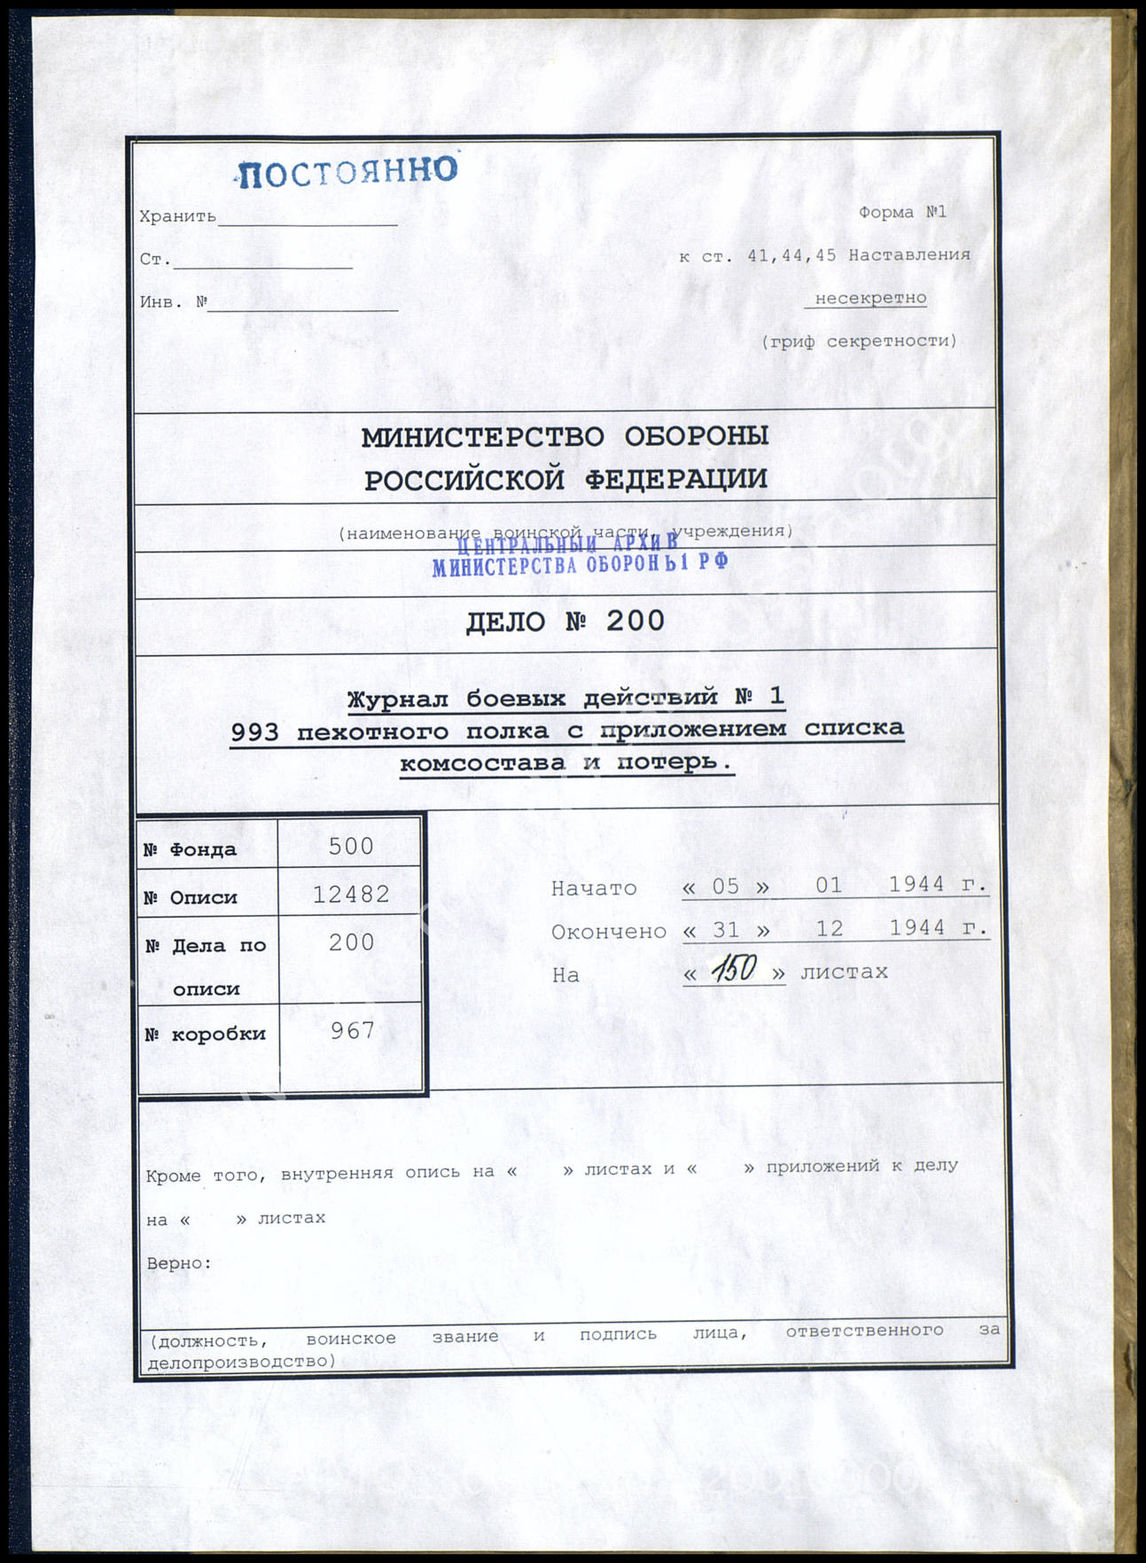 ПОСТОЯННО
Хранить
Форма №1
Ст.
к ст. 41,44,45 Наставления
Инв. №
несекретно
(гриф секретности)
МИНИСТЕРСТВО ОБОРОНЫ
РОССИЙСКОЙ ФЕДЕРАЦИИ
(наименование воинской части, учреждения)
ЦЕНТРАЛЬНЫЙ АРХИВ
МИНИСТЕРСТВА ОБОРОНЫ РФ
ДЕЛО № 200
Журнал боевых действий № 1
993 пехотного полка с приложением списка
комсостава и потерь.
№ Фонда 500
№ Описи 12482
№ Дела по 200
описи
№ коробки 967
Начато « 05 » 01 1944 г.
Окончено « 31 » 12 1944 г.
На « 150 » листах
Кроме того, внутренняя опись на « » листах и « » приложений к делу
на « » листах
Верно:
(должность, воинское звание и подпись лица, ответственного за
делопроизводство)